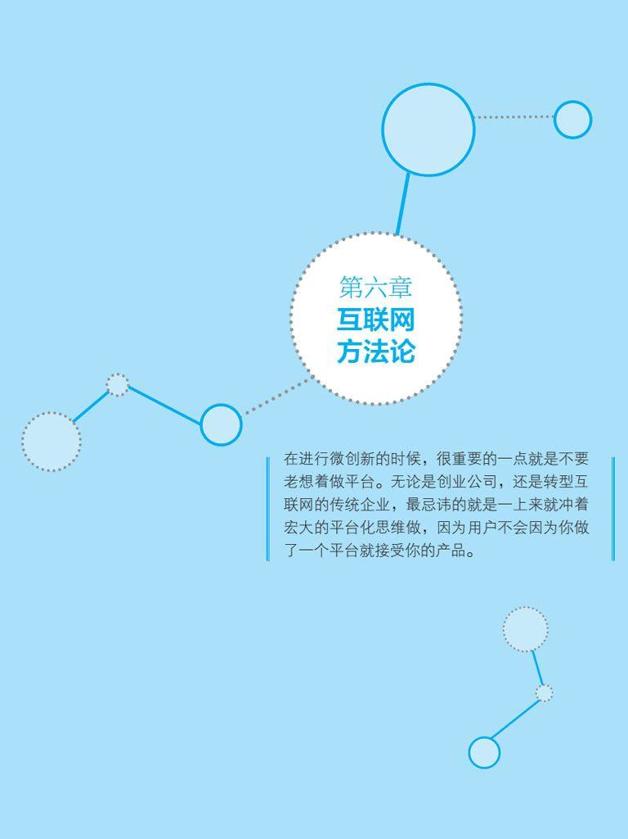 第六章
互联网
方法论
在进行微创新的时候，很重要的一点就是不要
老想着做平台。无论是创业公司，还是转型互
联网的传统企业，最忌讳的就是一上来就冲着
宏大的平台化思维做，因为用户不会因为你做
了一个平台就接受你的产品。